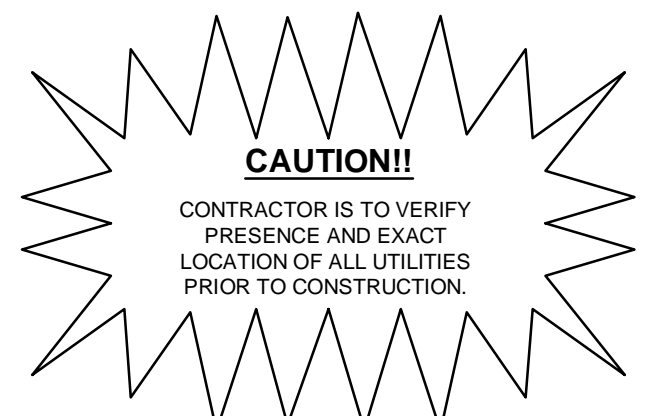 CAUTION!!
CONTRACTOR IS TO VERIFY
PRESENCE AND EXACT
LOCATION OF ALL UTILITIES
PRIOR TO CONSTRUCTION.